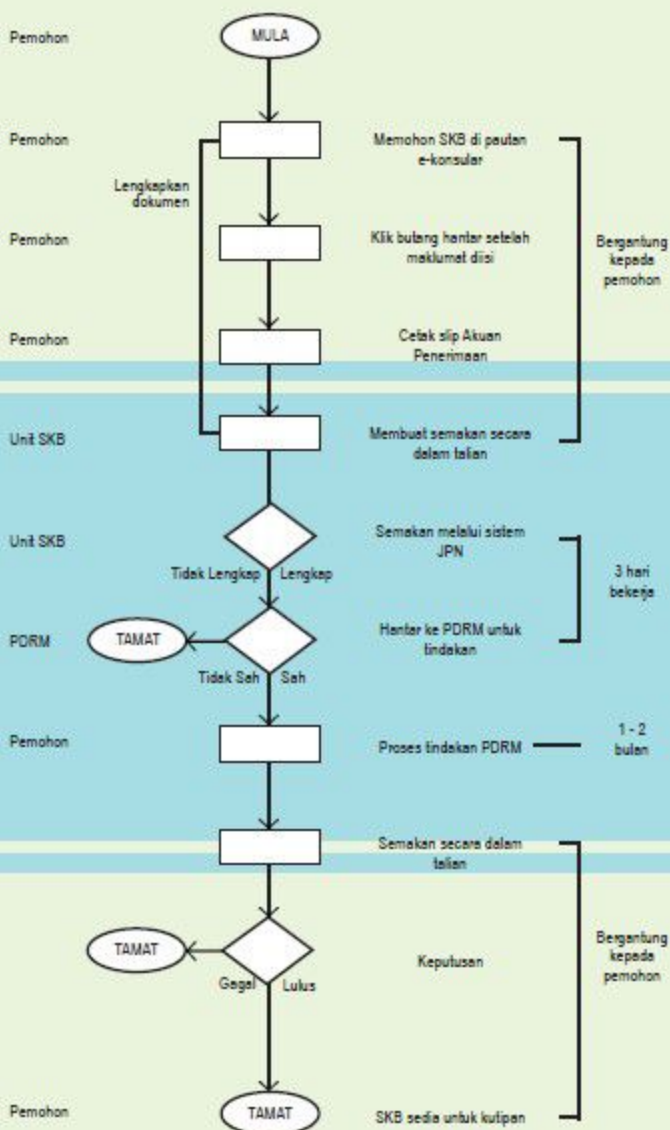 Pemohon
MULA
Pemohon
Memohon SKB di pautan
e-konsular
Lengkapkan
dokumen
Pemohon
Klik butang hantar setelah
maklumat diisi
Bergantung
kepada
pemohon
Pemohon
Cetak slip Akuan
Penerimaan
Unit SKB
Membuat semakan secara
dalam talian
Unit SKB
Semakan melalui sistem
JPN
Tidak Lengkap
Lengkap
3 hari
bekerja
PDRM
TAMAT
Hantar ke PDRM untuk
tindakan
Tidak Sah
Sah
Pemohon
Proses tindakan PDRM
1 - 2
bulan
Semakan secara dalam
talian
TAMAT
Keputusan
Bergantung
kepada
pemohon
Gagal
Lulus
Pemohon
TAMAT
SKB sedia untuk kutipan